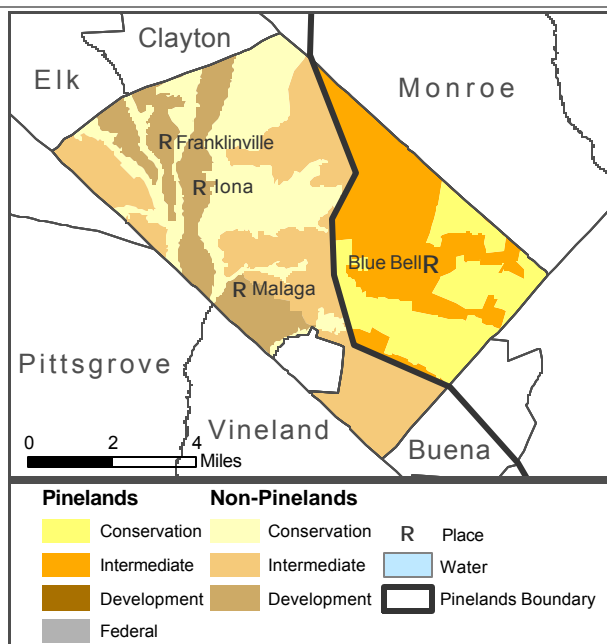 Clayton
Elk
Monroe
R Franklinville
R Iona
Blue Bell R
R Malaga
Pittsgrove
Vineland
Buena
0 2 4
Miles
Pinelands Non-Pinelands
Conservation Conservation R Place
Intermediate Intermediate Water
Development Development Pinelands Boundary
Federal